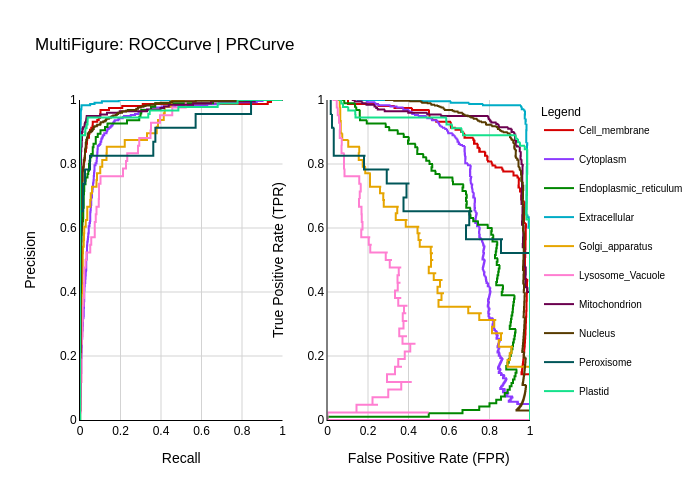 MultiFigure: ROCCurve | PRCurve
Precision
1
0.8
0.6
0.4
0.2
0
0 0.2 0.4 0.6 0.8 1
Recall
True Positive Rate (TPR)
1
0.8
0.6
0.4
0.2
0
0 0.2 0.4 0.6 0.8 1
False Positive Rate (FPR)
Legend
Cell_membrane
Cytoplasm
Endoplasmic_reticulum
Extracellular
Golgi_apparatus
Lysosome_Vacuole
Mitochondrion
Nucleus
Peroxisome
Plastid